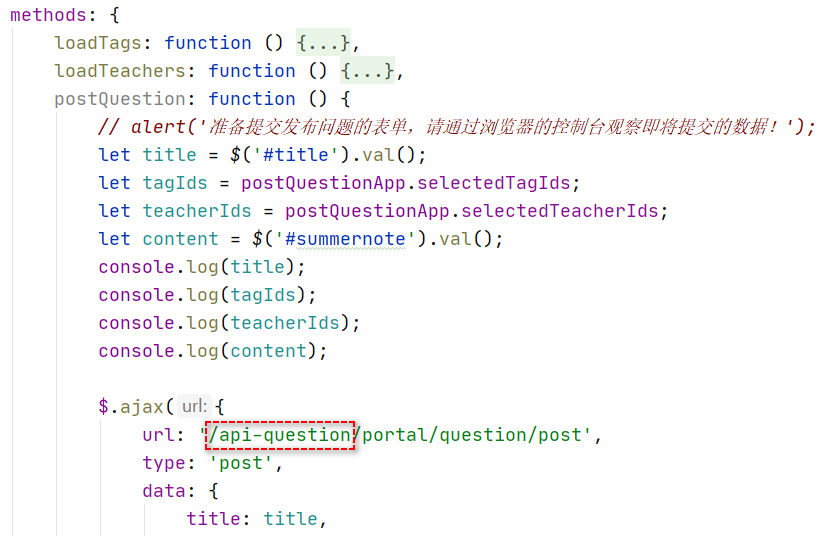 methods: {
loadTags: function () {...},
loadTeachers: function () {...},
postQuestion: function () {
// alert('准备提交发布问题的表单，请通过浏览器的控制台观察即将提交的数据！');
let title = $('#title').val();
let tagIds = postQuestionApp.selectedTagIds;
let teacherIds = postQuestionApp.selectedTeacherIds;
let content = $('#summernote').val();
console.log(title);
console.log(tagIds);
console.log(teacherIds);
console.log(content);
$.ajax( url: {
url: '/api-question/portal/question/post',
type: 'post',
data: {
title: title,